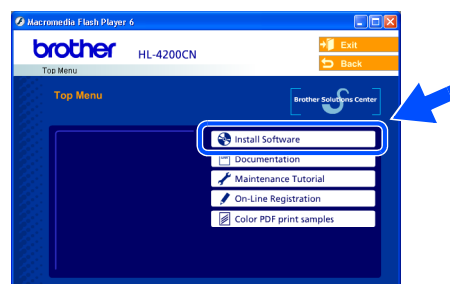 Macromedia Flash Player 6
brother
HL-4200CN
Exit
Back
Top Menu
Top Menu
Brother Solutions Center
Install Software
Documentation
Maintenance Tutorial
On-Line Registration
Color PDF print samples